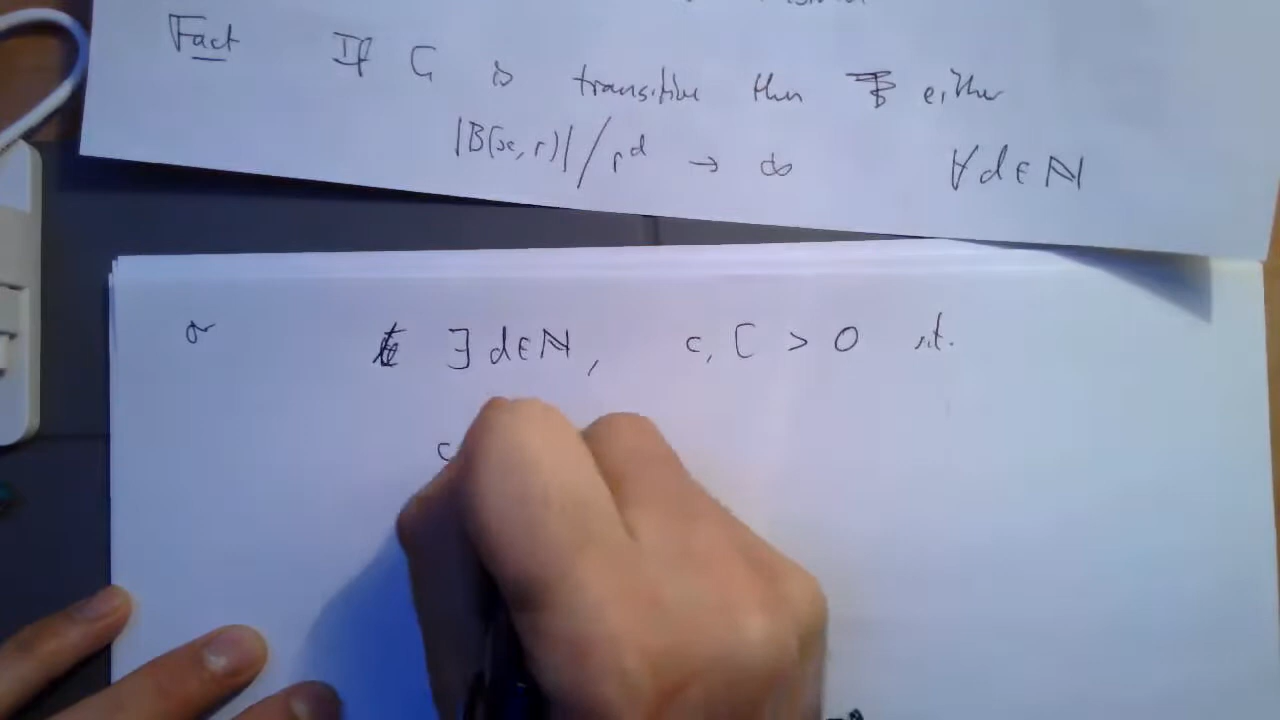 Fact If G is transitive then either
|B(x, r)| / r^d → ∞ ∀ d ∈ ℕ
or ∃ d ∈ ℕ, c, C > 0 s.t.
c